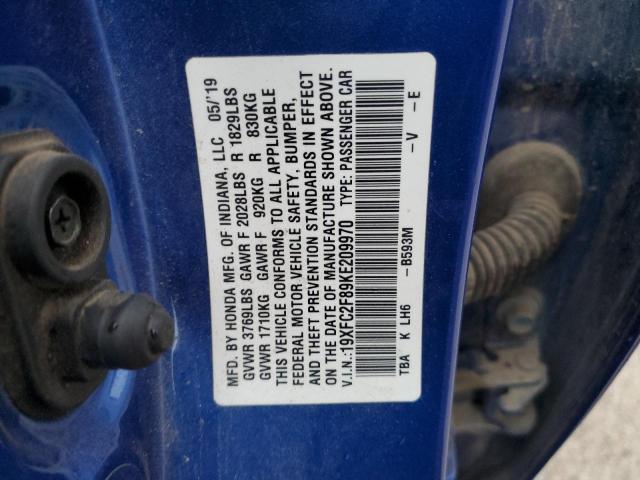 MFD. BY HONDA MFG. OF INDIANA, LLC 05/'19
GVWR 3769LBS GAWR F 2028LBS R 1829LBS
GVWR 1710KG GAWR F 920KG R 830KG
THIS VEHICLE CONFORMS TO ALL APPLICABLE
FEDERAL MOTOR VEHICLE SAFETY, BUMPER,
AND THEFT PREVENTION STANDARDS IN EFFECT
ON THE DATE OF MANUFACTURE SHOWN ABOVE.
V.I.N.:19XFC2F89KE209970 TYPE: PASSENGER CAR
TBA -B593M -V -E
K LH6 K